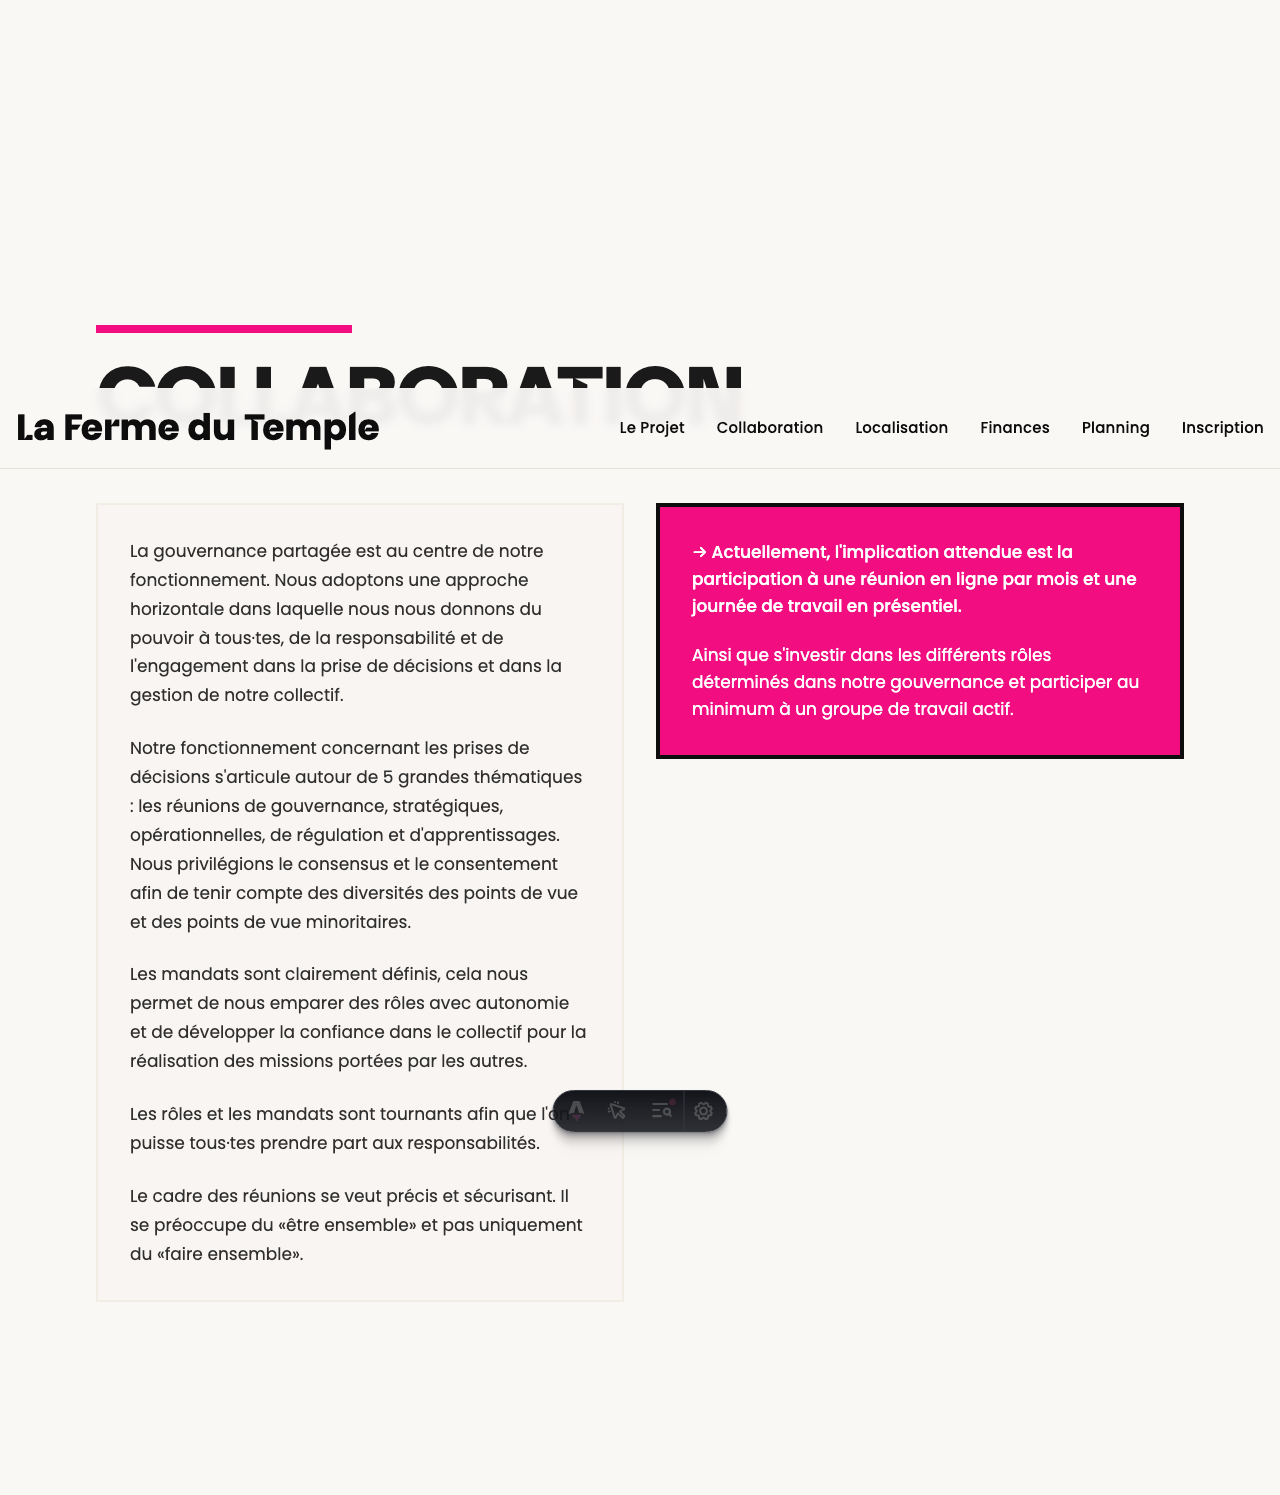 COLLABORATION
La Ferme du Temple
Le Projet Collaboration Localisation Finances Planning Inscription
La gouvernance partagée est au centre de notre
fonctionnement. Nous adoptons une approche
horizontale dans laquelle nous nous donnons du
pouvoir à tous·tes, de la responsabilité et de
l'engagement dans la prise de décisions et dans la
gestion de notre collectif.
Notre fonctionnement concernant les prises de
décisions s'articule autour de 5 grandes thématiques
: les réunions de gouvernance, stratégiques,
opérationnelles, de régulation et d'apprentissages.
Nous privilégions le consensus et le consentement
afin de tenir compte des diversités des points de vue
et des points de vue minoritaires.
Les mandats sont clairement définis, cela nous
permet de nous emparer des rôles avec autonomie
et de développer la confiance dans le collectif pour la
réalisation des missions portées par les autres.
Les rôles et les mandats sont tournants afin que l'on
puisse tous·tes prendre part aux responsabilités.
Le cadre des réunions se veut précis et sécurisant. Il
se préoccupe du «être ensemble» et pas uniquement
du «faire ensemble».
→ Actuellement, l'implication attendue est la
participation à une réunion en ligne par mois et une
journée de travail en présentiel.
Ainsi que s'investir dans les différents rôles
déterminés dans notre gouvernance et participer au
minimum à un groupe de travail actif.